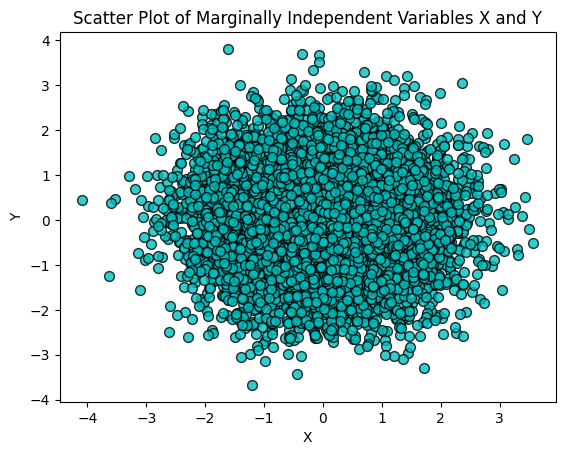 Scatter Plot of Marginally Independent Variables X and Y
4
3
2
1
0
−1
−2
−3
−4
Y
−4 −3 −2 −1 0 1 2 3
X